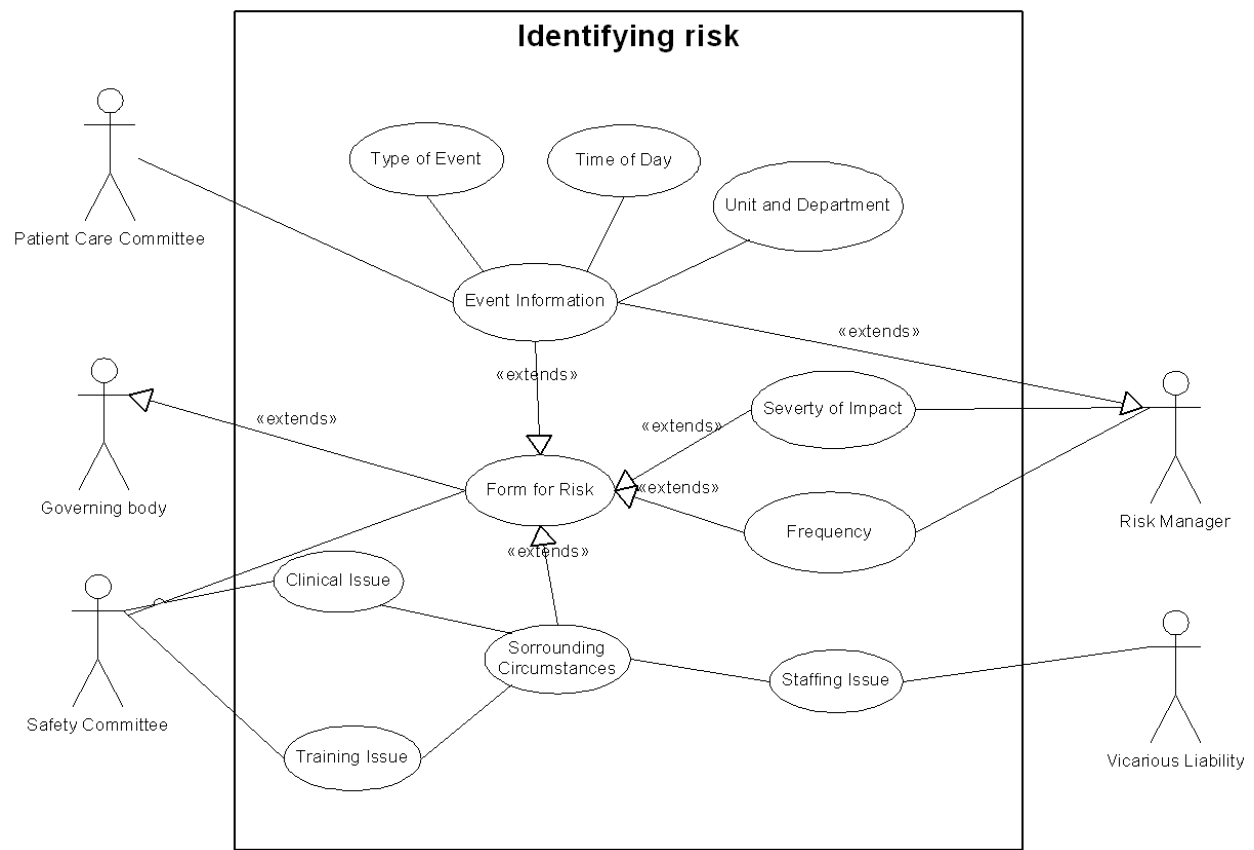 Identifying risk
Type of Event
Time of Day
Unit and Department
Patient Care Committee
Event Information
«extends»
«extends»
Severty of Impact
«extends»
«extends»
«extends»
Form for Risk
Governing body
Frequency
Risk Manager
«extends»
Clinical Issue
Sorrounding
Circumstances
Staffing Issue
Safety Committee
Training Issue
Vicarious Liability